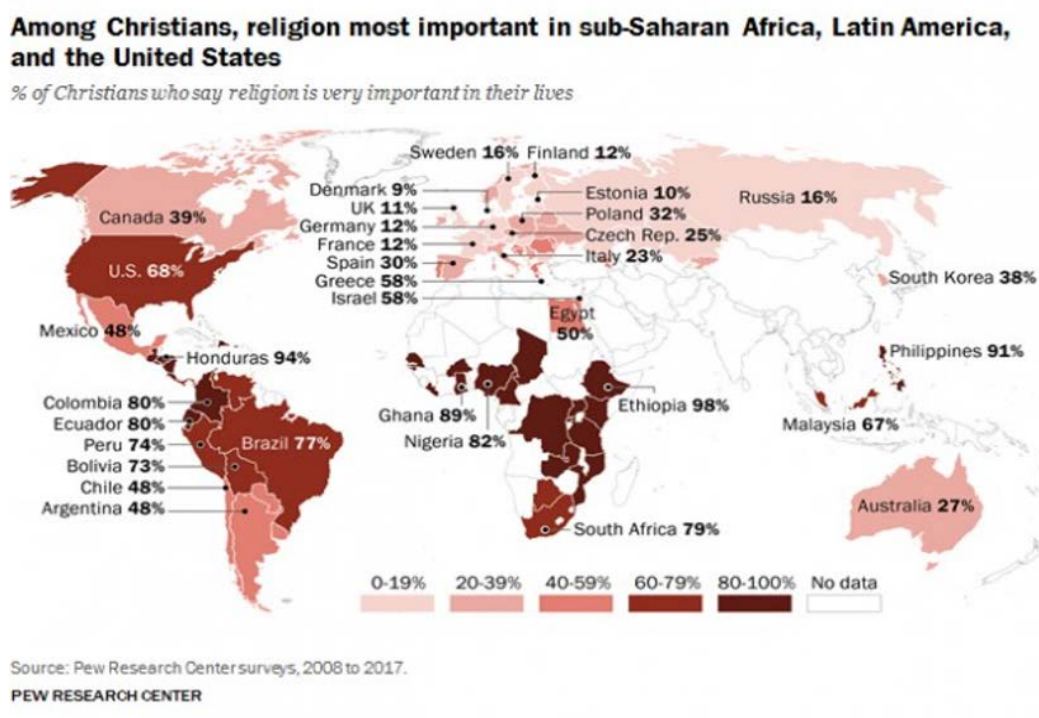 Among Christians, religion most important in sub-Saharan Africa, Latin America,
and the United States
% of Christians who say religion is very important in their lives
Sweden 16%
Finland 12%
Denmark 9%
UK 11%
Germany 12%
France 12%
Spain 30%
Greece 58%
Israel 58%
Estonia 10%
Poland 32%
Czech Rep. 25%
Italy 23%
Russia 16%
Canada 39%
U.S. 68%
Mexico 48%
Honduras 94%
Egypt
50%
South Korea 38%
Philippines 91%
Malaysia 67%
Colombia 80%
Ecuador 80%
Peru 74%
Bolivia 73%
Chile 48%
Argentina 48%
Brazil 77%
Ghana 89%
Nigeria 82%
Ethiopia 98%
South Africa 79%
Australia 27%
0-19%
20-39%
40-59%
60-79%
80-100%
No data
Source: Pew Research Center surveys, 2008 to 2017.
PEW RESEARCH CENTER